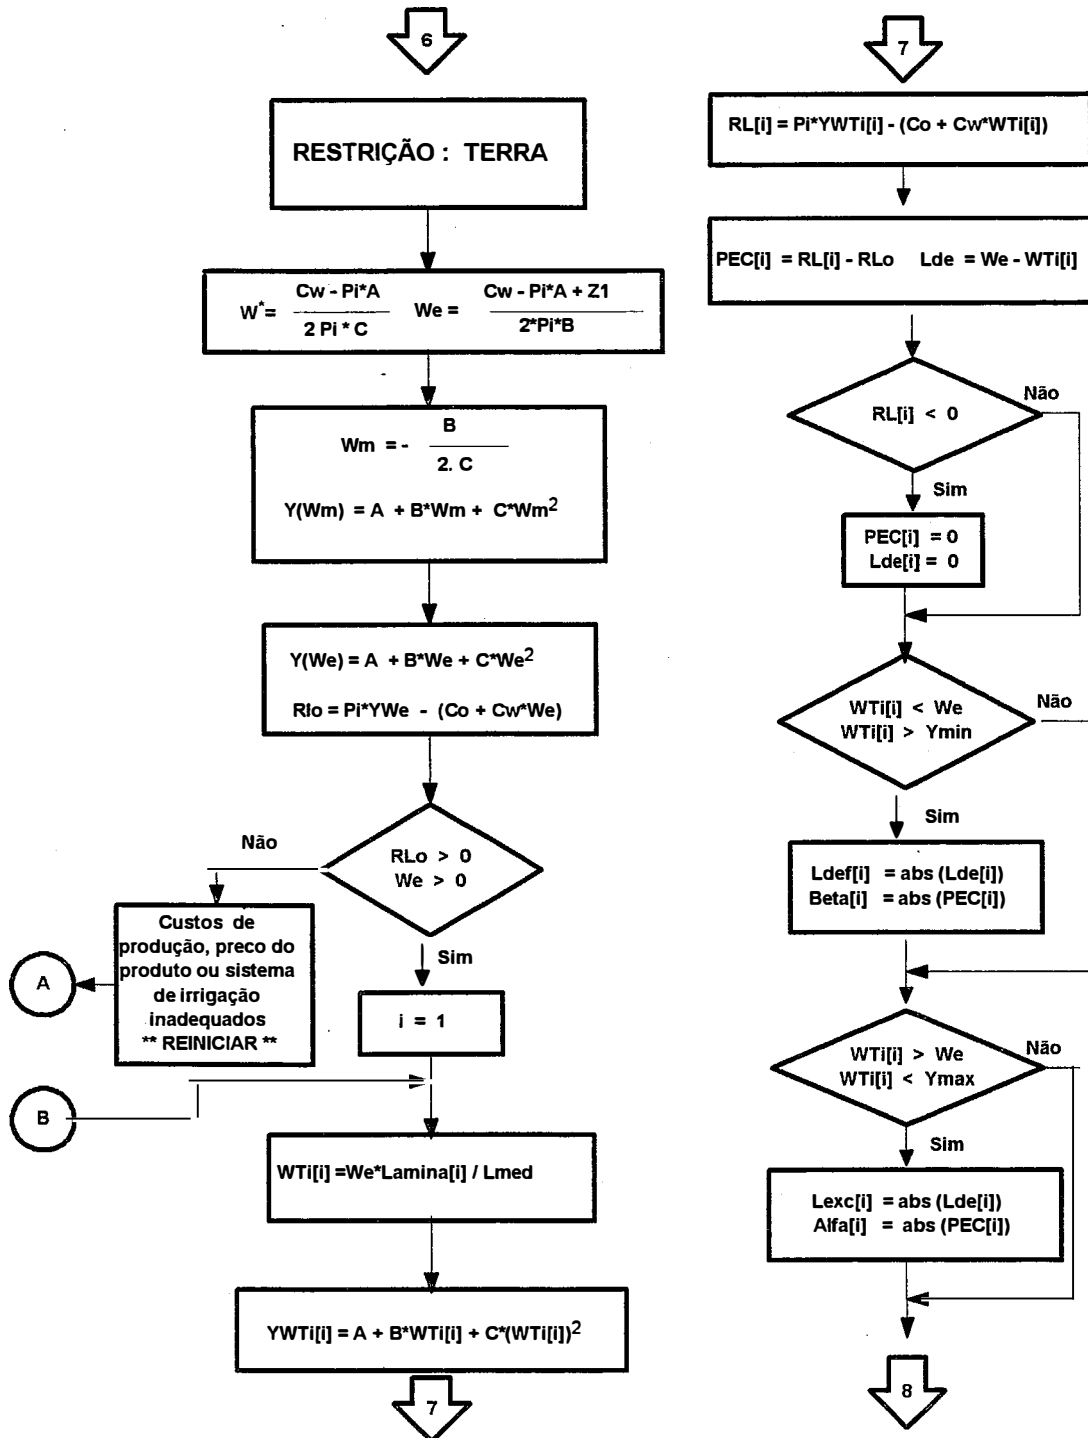 6
RESTRIÇÃO : TERRA
W* = Cw - Pi*A / 2 Pi * C We = Cw - Pi*A + Z1 / 2*Pi*B
Wm = - B / 2. C
Y(Wm) = A + B*Wm + C*Wm²
Y(We) = A + B*We + C*We²
Rlo = Pi*YWe - (Co + Cw*We)
Não
RLo > 0
We > 0
Sim
Custos de
produção, preco do
produto ou sistema
de irrigação
inadequados
** REINICIAR **
A
i = 1
B
WTi[i] =We*Lamina[i] / Lmed
YWTi[i] = A + B*WTi[i] + C*(WTi[i])²
7
7
RL[i] = Pi*YWTi[i] - (Co + Cw*WTi[i])
PEC[i] = RL[i] - RLo Lde = We - WTi[i]
Não
RL[i] < 0
Sim
PEC[i] = 0
Lde[i] = 0
WTi[i] < We
WTi[i] > Ymin
Não
Sim
Ldef[i] = abs (Lde[i])
Beta[i] = abs (PEC[i])
WTi[i] > We
WTi[i] < Ymax
Não
Sim
Lexc[i] = abs (Lde[i])
Alfa[i] = abs (PEC[i])
8